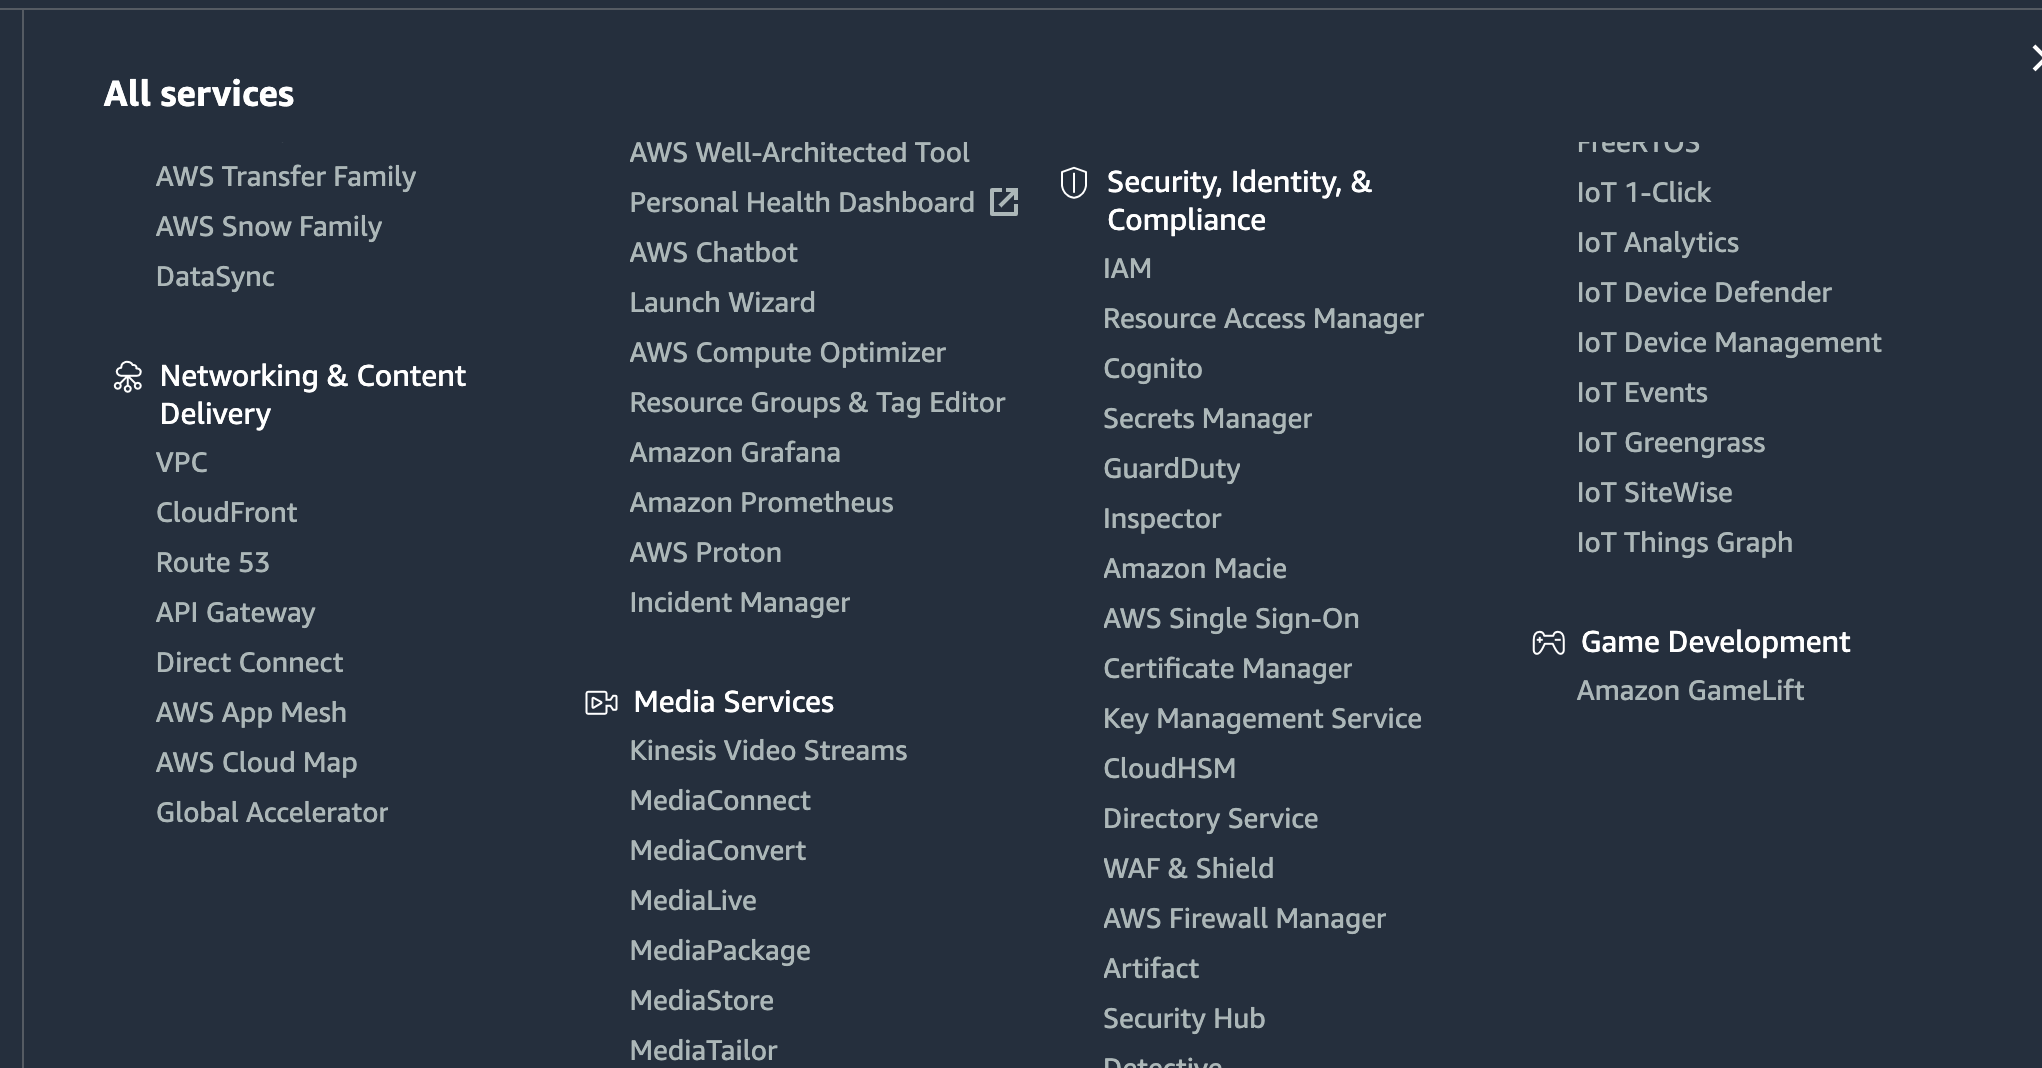 All services
AWS Transfer Family
AWS Snow Family
DataSync
Networking & Content
Delivery
VPC
CloudFront
Route 53
API Gateway
Direct Connect
AWS App Mesh
AWS Cloud Map
Global Accelerator
AWS Well-Architected Tool
Personal Health Dashboard
AWS Chatbot
Launch Wizard
AWS Compute Optimizer
Resource Groups & Tag Editor
Amazon Grafana
Amazon Prometheus
AWS Proton
Incident Manager
Media Services
Kinesis Video Streams
MediaConnect
MediaConvert
MediaLive
MediaPackage
MediaStore
MediaTailor
Security, Identity, &
Compliance
IAM
Resource Access Manager
Cognito
Secrets Manager
GuardDuty
Inspector
Amazon Macie
AWS Single Sign-On
Certificate Manager
Key Management Service
CloudHSM
Directory Service
WAF & Shield
AWS Firewall Manager
Artifact
Security Hub
Detective
FreeRTOS
IoT 1-Click
IoT Analytics
IoT Device Defender
IoT Device Management
IoT Events
IoT Greengrass
IoT SiteWise
IoT Things Graph
Game Development
Amazon GameLift